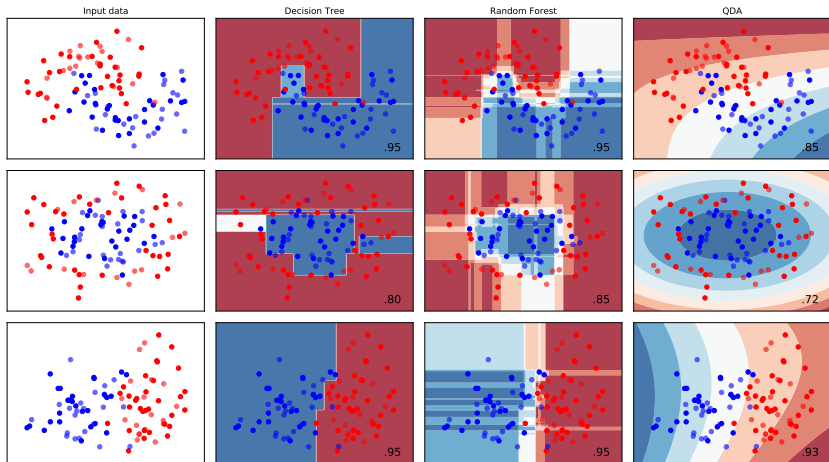 Input data
Decision Tree
Random Forest
QDA
.95
.95
.85
.80
.85
.72
.95
.95
.93